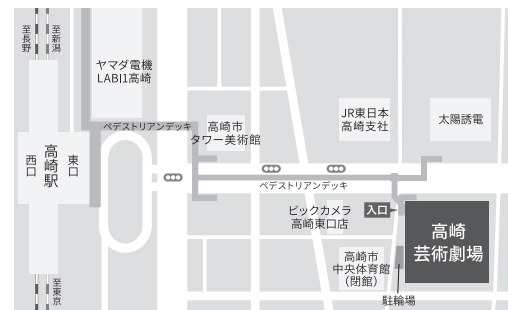 至長野
至新潟
ヤマダ電機
LABI1高崎
ペデストリアンデッキ
高崎市
タワー美術館
JR東日本
高崎支社
太陽誘電
西口
高崎駅
東口
ペデストリアンデッキ
ビックカメラ
高崎東口店
入口
高崎
芸術劇場
高崎市
中央体育館
（閉館）
駐輪場
至東京